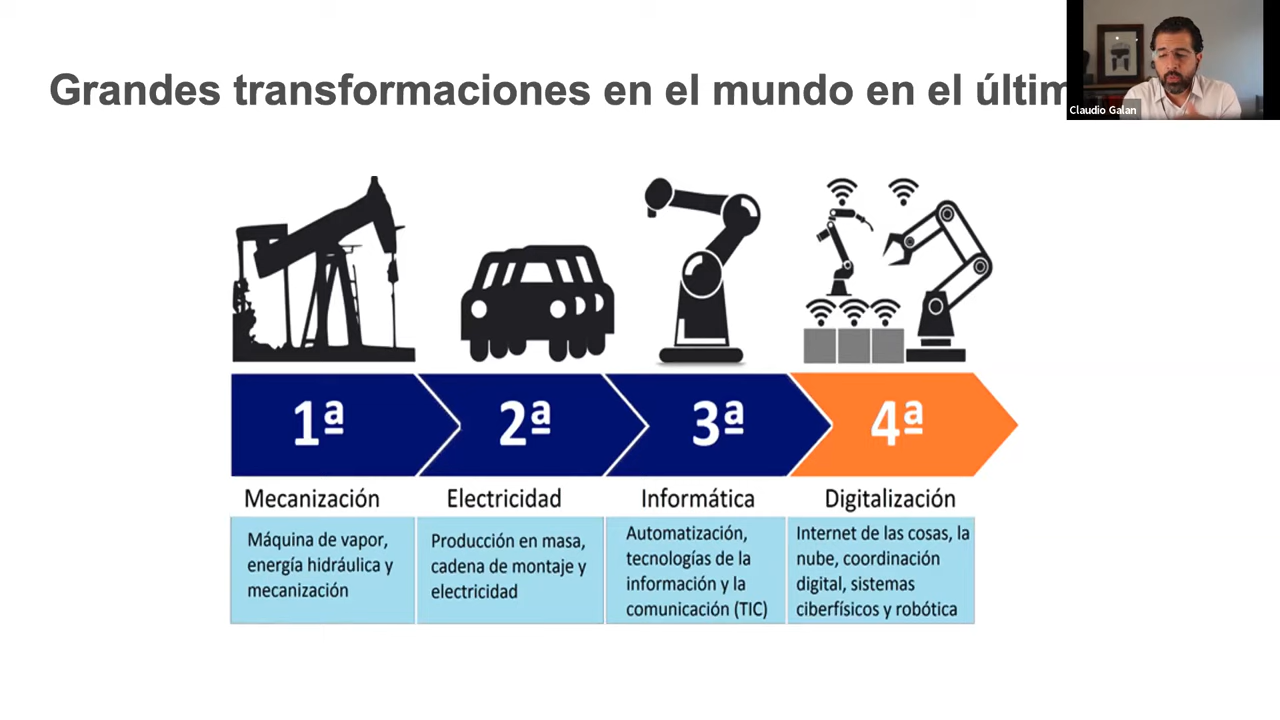 Grandes transformaciones en el mundo en el últim
Claudio Galan
1ª
2ª
3ª
4ª
Mecanización
Electricidad
Informática
Digitalización
Máquina de vapor,
energía hidráulica y
mecanización
Producción en masa,
cadena de montaje y
electricidad
Automatización,
tecnologías de la
información y la
comunicación (TIC)
Internet de las cosas, la
nube, coordinación
digital, sistemas
ciberfísicos y robótica